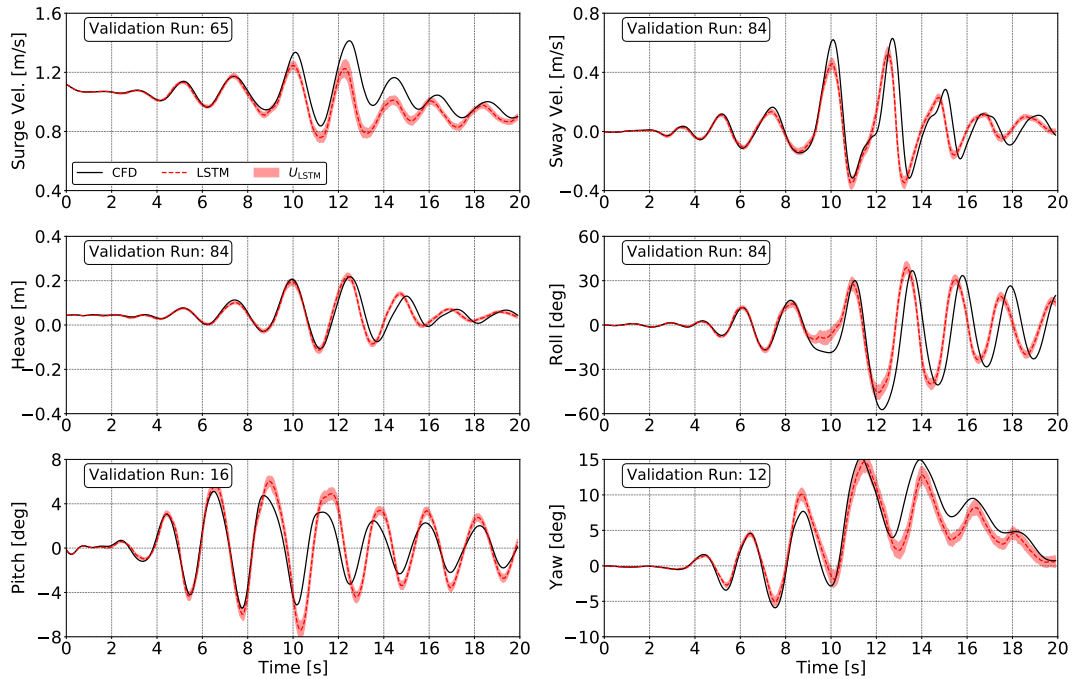 1.6
1.2
0.8
0.4
Surge Vel. [m/s]
Validation Run: 65
CFD
LSTM
U_LSTM
0 2 4 6 8 10 12 14 16 18 20
0.8
0.4
0.0
−0.4
Sway Vel. [m/s]
Validation Run: 84
0 2 4 6 8 10 12 14 16 18 20
0.4
0.2
0.0
−0.2
−0.4
Heave [m]
Validation Run: 84
0 2 4 6 8 10 12 14 16 18 20
60
30
0
−30
−60
Roll [deg]
Validation Run: 84
0 2 4 6 8 10 12 14 16 18 20
8
4
0
−4
−8
Pitch [deg]
Validation Run: 16
0 2 4 6 8 10 12 14 16 18 20
Time [s]
15
10
5
0
−5
−10
Yaw [deg]
Validation Run: 12
0 2 4 6 8 10 12 14 16 18 20
Time [s]